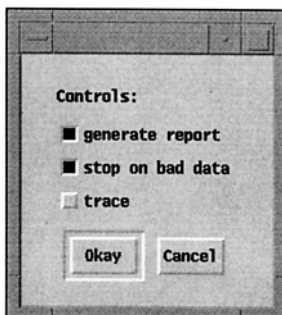 Controls:
generate report
stop on bad data
trace
Okay
Cancel